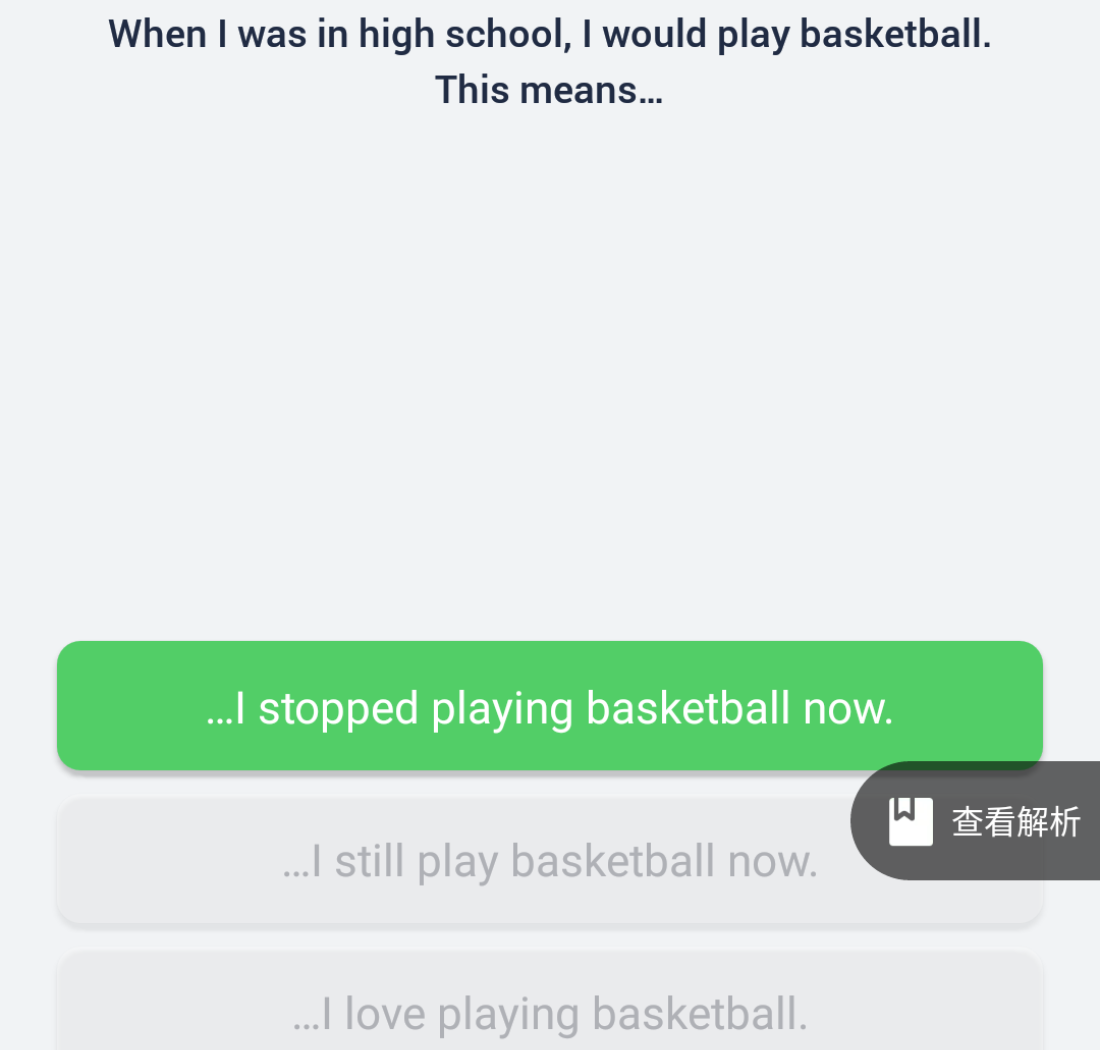 When I was in high school, I would play basketball.
This means...
...I stopped playing basketball now.
查看解析
...I still play basketball now.
...I love playing basketball.